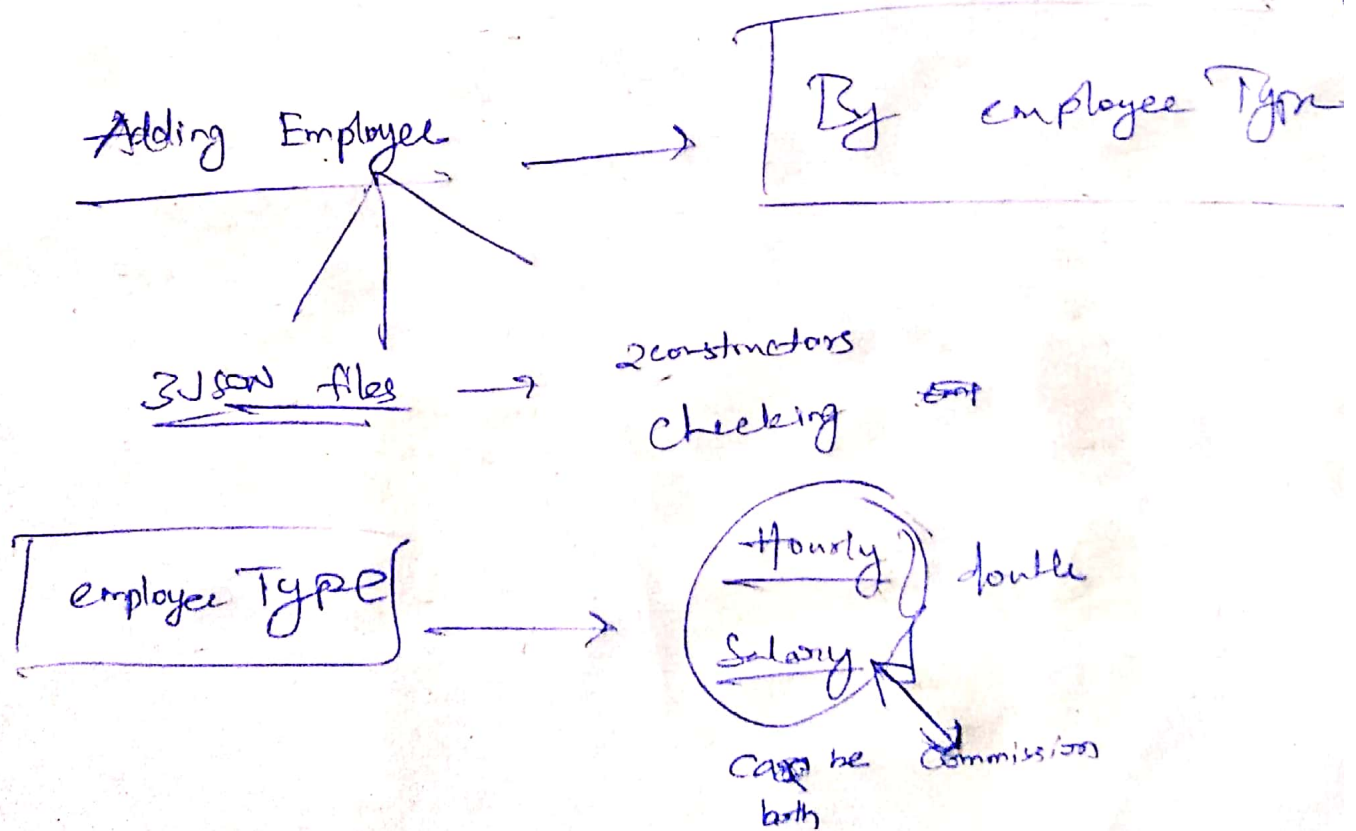 Adding Employee
By employee Type
3 JSON files
2 constructors
checking
employee Type
Hourly
double
Salary
Commission
be
both